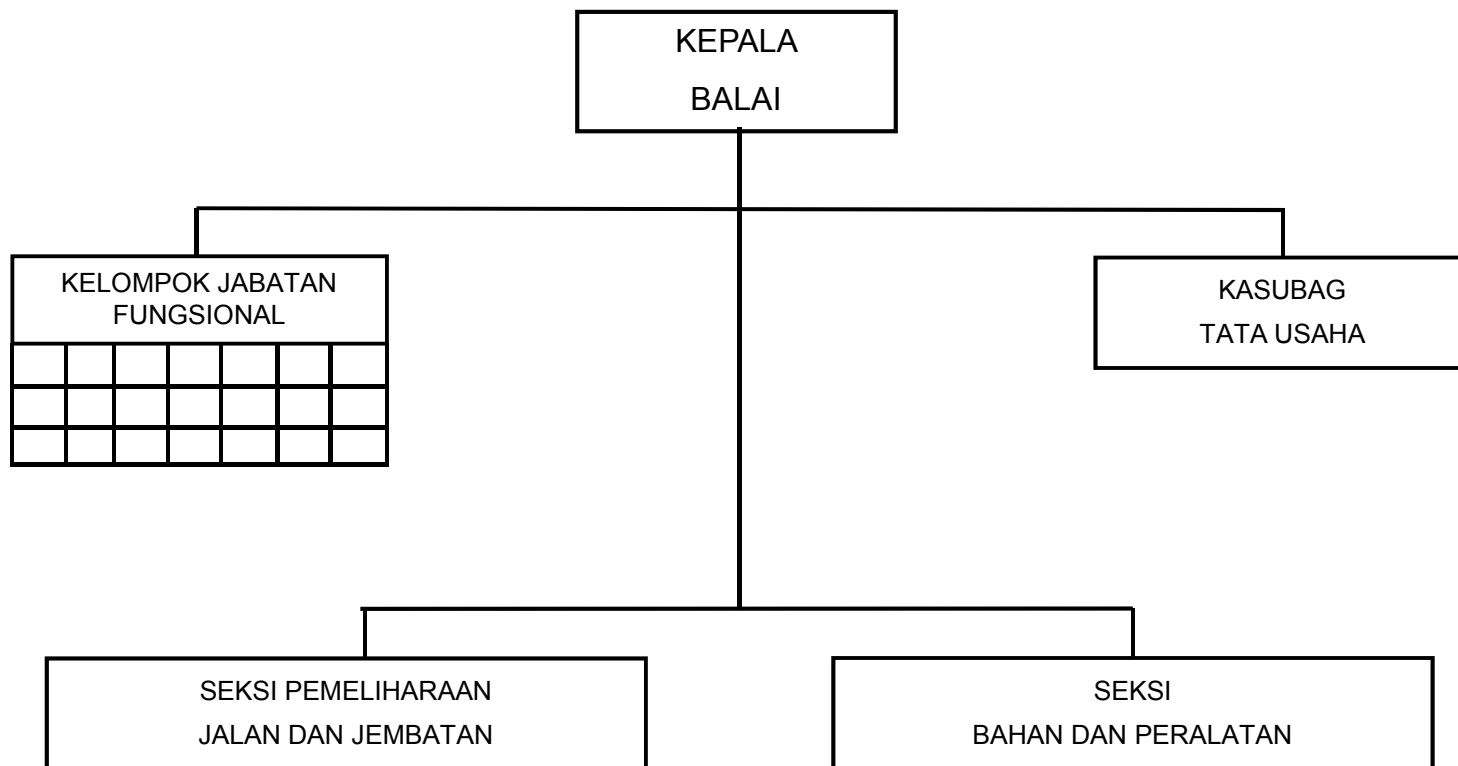 KEPALA
BALAI
KELOMPOK JABATAN
FUNGSIONAL
KASUBAG
TATA USAHA
SEKSI PEMELIHARAAN
JALAN DAN JEMBATAN
SEKSI
BAHAN DAN PERALATAN